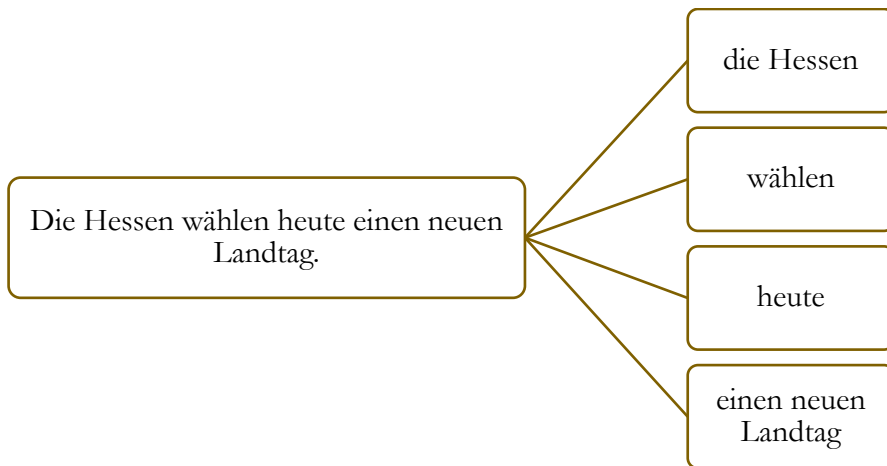 Die Hessen wählen heute einen neuen
Landtag.
die Hessen
wählen
heute
einen neuen
Landtag